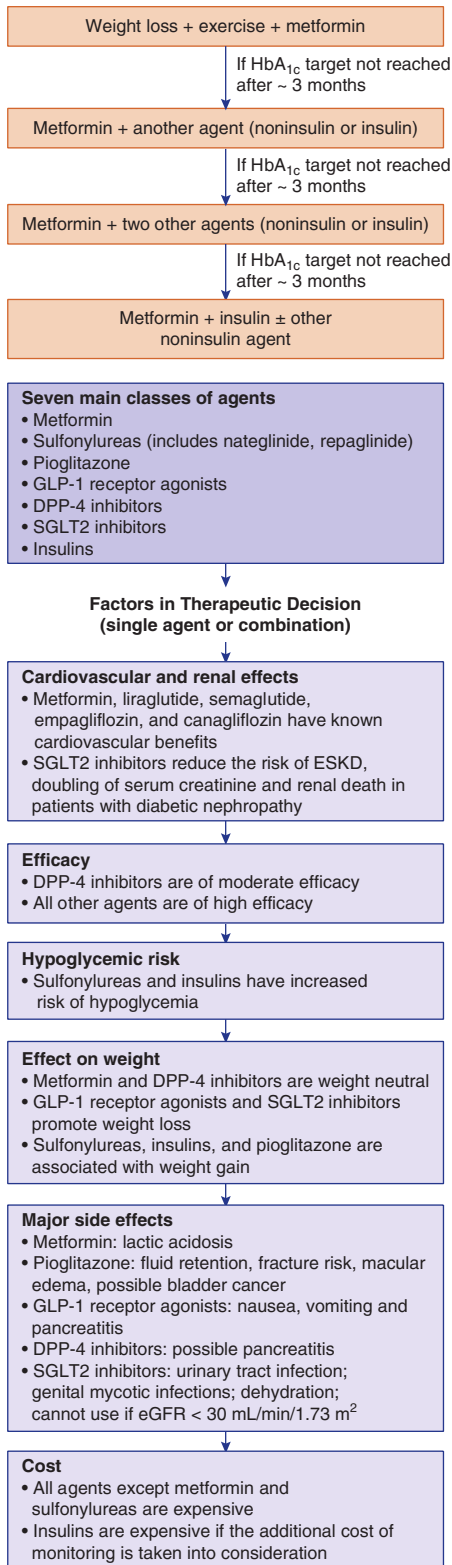 Weight loss + exercise + metformin
If HbA1c target not reached
after ~ 3 months
Metformin + another agent (noninsulin or insulin)
If HbA1c target not reached
after ~ 3 months
Metformin + two other agents (noninsulin or insulin)
If HbA1c target not reached
after ~ 3 months
Metformin + insulin ± other
noninsulin agent
Seven main classes of agents
• Metformin
• Sulfonylureas (includes nateglinide, repaglinide)
• Pioglitazone
• GLP-1 receptor agonists
• DPP-4 inhibitors
• SGLT2 inhibitors
• Insulins
Factors in Therapeutic Decision
(single agent or combination)
Cardiovascular and renal effects
• Metformin, liraglutide, semaglutide,
empagliflozin, and canagliflozin have known
cardiovascular benefits
• SGLT2 inhibitors reduce the risk of ESKD,
doubling of serum creatinine and renal death in
patients with diabetic nephropathy
Efficacy
• DPP-4 inhibitors are of moderate efficacy
• All other agents are of high efficacy
Hypoglycemic risk
• Sulfonylureas and insulins have increased
risk of hypoglycemia
Effect on weight
• Metformin and DPP-4 inhibitors are weight neutral
• GLP-1 receptor agonists and SGLT2 inhibitors
promote weight loss
• Sulfonylureas, insulins, and pioglitazone are
associated with weight gain
Major side effects
• Metformin: lactic acidosis
• Pioglitazone: fluid retention, fracture risk, macular
edema, possible bladder cancer
• GLP-1 receptor agonists: nausea, vomiting and
pancreatitis
• DPP-4 inhibitors: possible pancreatitis
• SGLT2 inhibitors: urinary tract infection;
genital mycotic infections; dehydration;
cannot use if eGFR < 30 mL/min/1.73 m2
Cost
• All agents except metformin and
sulfonylureas are expensive
• Insulins are expensive if the additional cost of
monitoring is taken into consideration